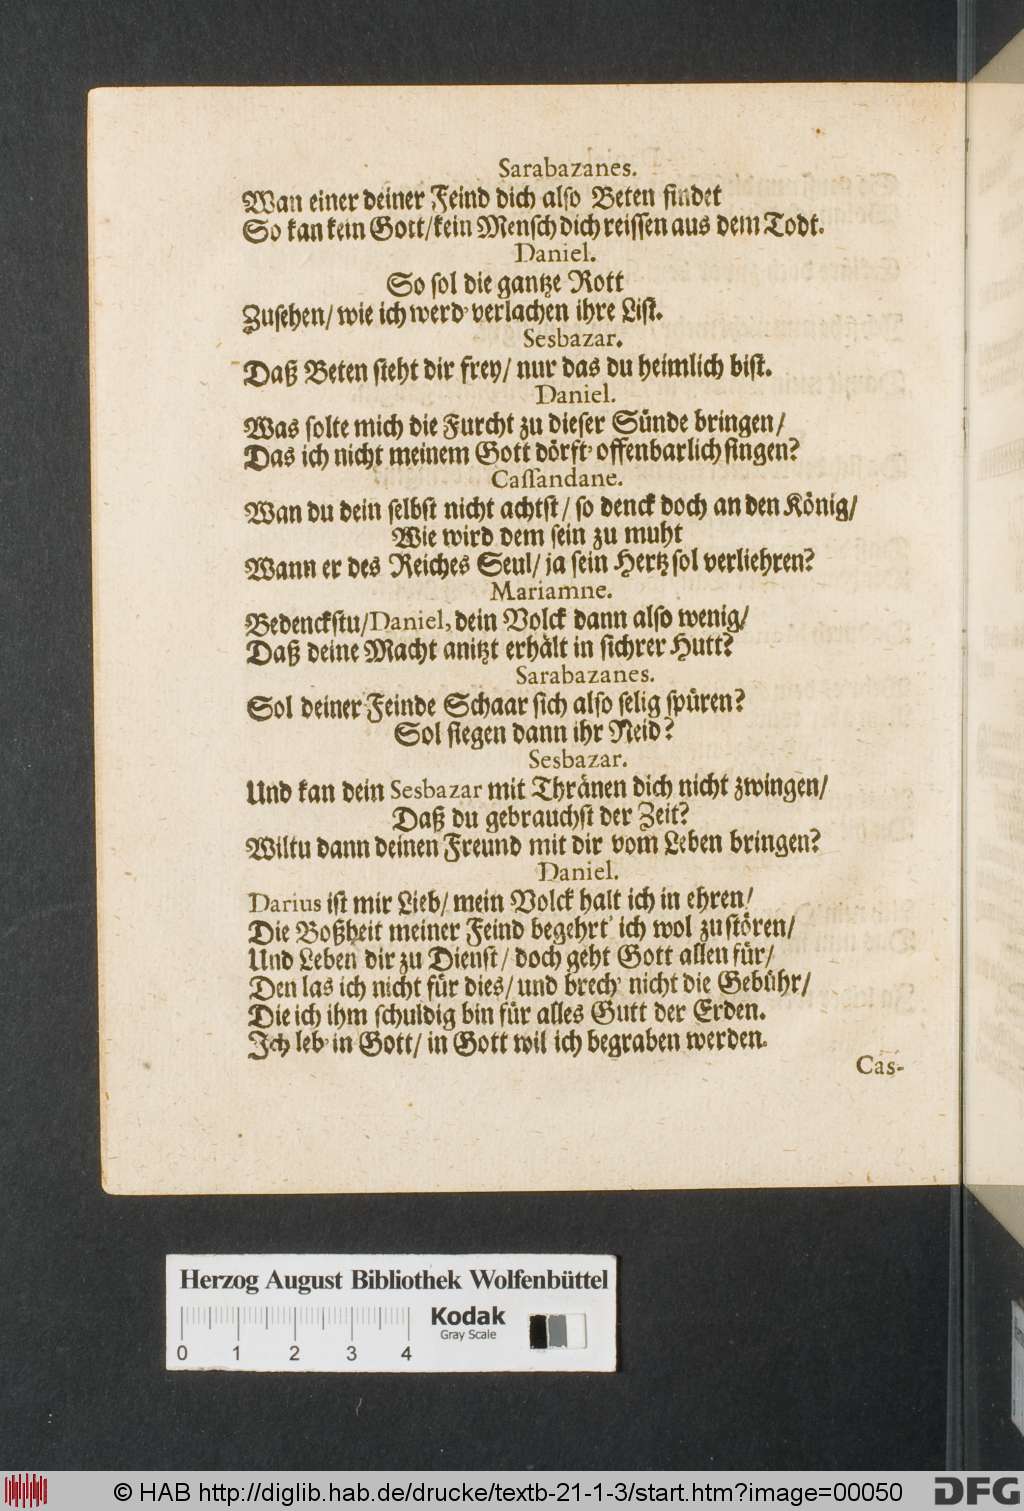 Sarabazanes.
Wan einer deiner Feind dich also Beten findet
So kan kein Gott/kein Mensch dich reissen aus dem Todt.
Daniel.
So sol die gantze Rott
Zusehen/ wie ich werd' verlachen ihre List.
Sesbazar.
Daß Beten steht dir frey/ nur das du heimlich bist.
Daniel.
Was solte mich die Furcht zu dieser Sünde bringen/
Das ich nicht meinem Gott dörft' offenbarlich singen?
Cassandane.
Wan du dein selbst nicht achtst/ so denck doch an den König/
Wie wird dem sein zu muht
Wann er des Reiches Seul/ ja sein Hertz sol verliehren?
Mariamne.
Bedenckstu/Daniel, dein Volck dann also wenig/
Daß deine Macht anitzt erhält in sichrer Hutt?
Sarabazanes.
Sol deiner Feinde Schaar sich also selig spüren?
Sol siegen dann ihr Neid?
Sesbazar.
Und kan dein Sesbazar mit Thränen dich nicht zwingen/
Daß du gebrauchst der Zeit?
Wiltu dann deinen Freund mit dir vom Leben bringen?
Daniel.
Darius ist mir Lieb/ mein Volck halt ich in ehren/
Die Boßheit meiner Feind begehrt' ich wol zu stören/
Und Leben dir zu Dienst/ doch geht Gott allen für/
Den las ich nicht für dies/ und brech' nicht die Gebühr/
Die ich ihm schuldig bin für alles Gutt der Erden.
Ich leb' in Gott/ in Gott wil ich begraben werden.
Cas-
Herzog August Bibliothek Wolfenbüttel
Kodak
Gray Scale
0 1 2 3 4
© HAB http://diglib.hab.de/drucke/textb-21-1-3/start.htm?image=00050
DFG